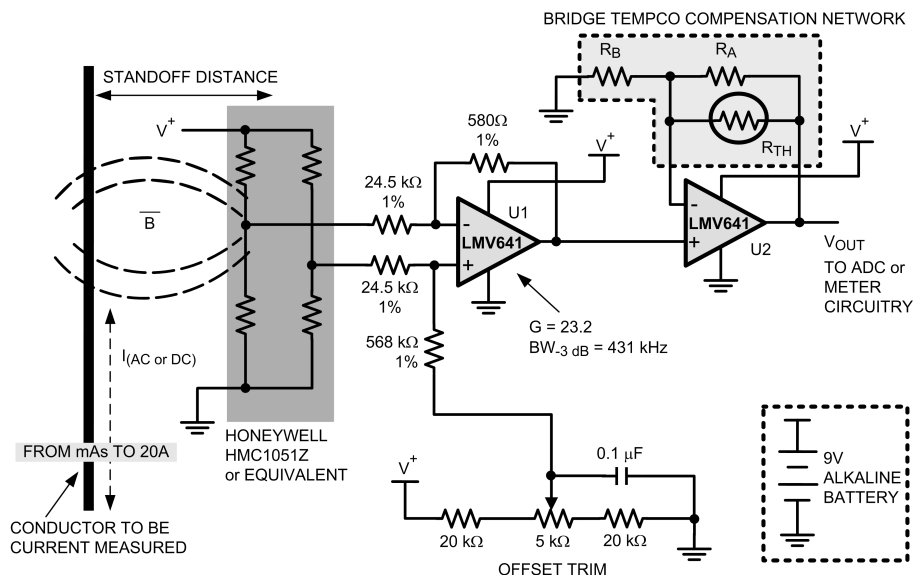 BRIDGE TEMPCO COMPENSATION NETWORK
STANDOFF DISTANCE
V+
B
R_B
R_A
R_TH
V+
580Ω
1%
V+
24.5 kΩ
1%
U1
LMV641
-
+
24.5 kΩ
1%
LMV641
-
+
U2
V_OUT
TO ADC or
METER
CIRCUITRY
G = 23.2
BW_-3 dB = 431 kHz
568 kΩ
1%
I_(AC or DC)
FROM mAs TO 20A
HONEYWELL
HMC1051Z
or EQUIVALENT
CONDUCTOR TO BE
CURRENT MEASURED
V+
0.1 μF
20 kΩ
5 kΩ
20 kΩ
OFFSET TRIM
9V
ALKALINE
BATTERY